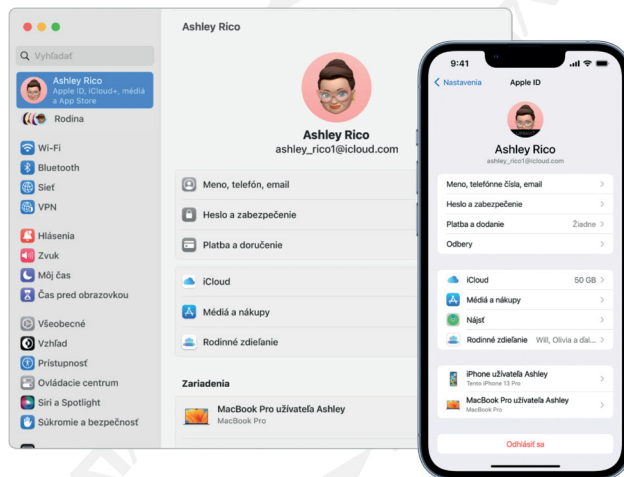 Ashley Rico
Vyhľadať
Ashley Rico
Apple ID, iCloud+, médiá
a App Store
Rodina
Wi-Fi
Bluetooth
Sieť
VPN
Hlásenia
Zvuk
Môj čas
Čas pred obrazovkou
Všeobecné
Vzhľad
Prístupnosť
Ovládacie centrum
Siri a Spotlight
Súkromie a bezpečnosť
Ashley Rico
ashley_rico1@icloud.com
Meno, telefón, email
Heslo a zabezpečenie
Platba a doručenie
iCloud
Médiá a nákupy
Rodinné zdieľanie
Zariadenia
MacBook Pro užívateľa Ashley
MacBook Pro
9:41
Nastavenia Apple ID
Ashley Rico
ashley_rico1@icloud.com
Meno, telefónne čísla, email
Heslo a zabezpečenie
Platba a dodanie Žiadne
Odbery
iCloud 50 GB
Médiá a nákupy
Nájsť
Rodinné zdieľanie Will, Olivia a ďal...
iPhone užívateľa Ashley
Tento iPhone 13 Pro
MacBook Pro užívateľa Ashley
MacBook Pro
Odhlásiť sa